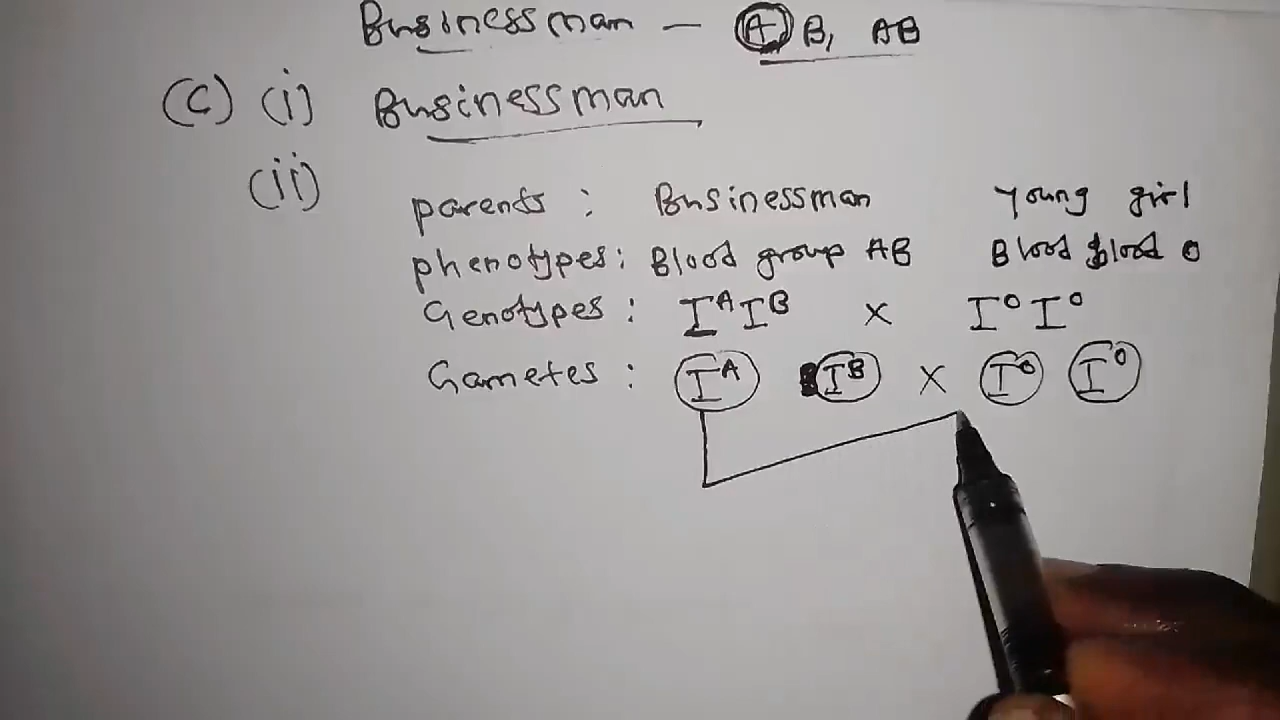 Businessman — A B, AB
(c) (i) Businessman
(ii)
parents : Businessman Young girl
phenotypes : Blood group AB Blood blood O
Genotypes : IᴬIᴮ × IᴼIᴼ
Gametes : Iᴬ Iᴮ × Iᴼ Iᴼ